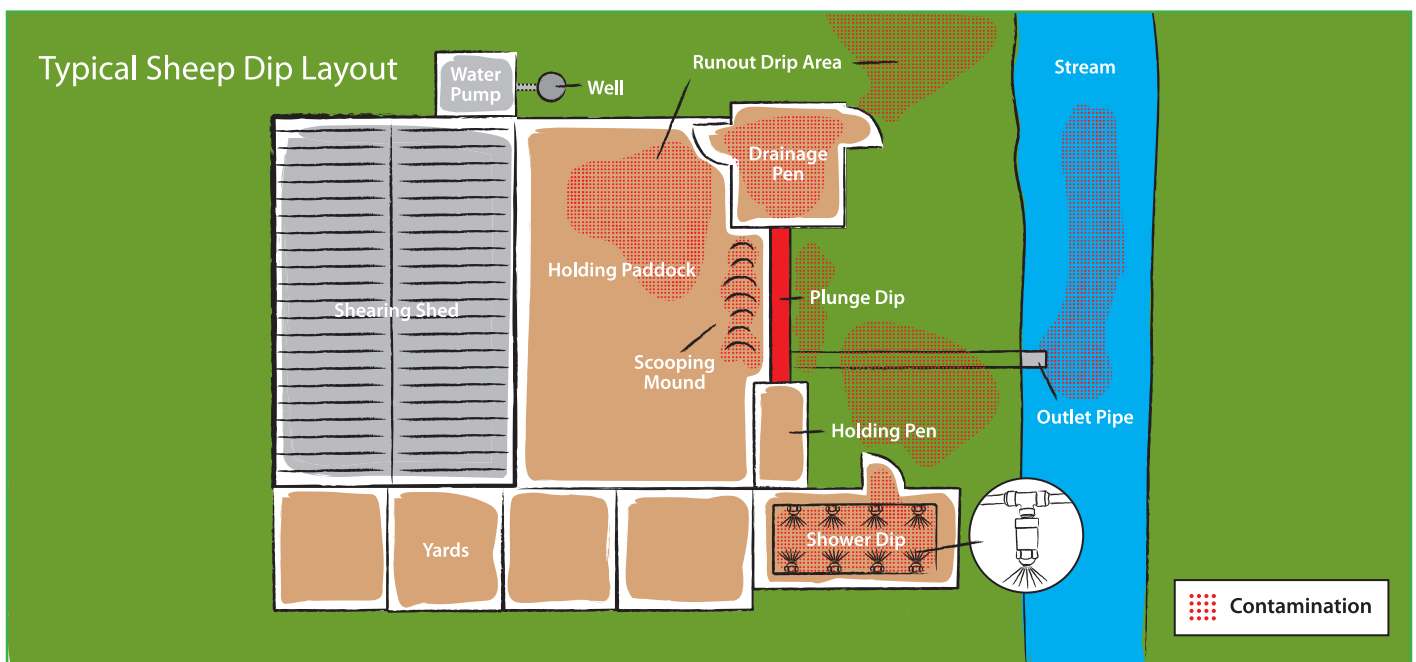 Typical Sheep Dip Layout
Water
Pump
Well
Runout Drip Area
Stream
Drainage
Pen
Holding Paddock
Plunge Dip
Shearing Shed
Scooping
Mound
Outlet Pipe
Holding Pen
Yards
Shower Dip
Contamination